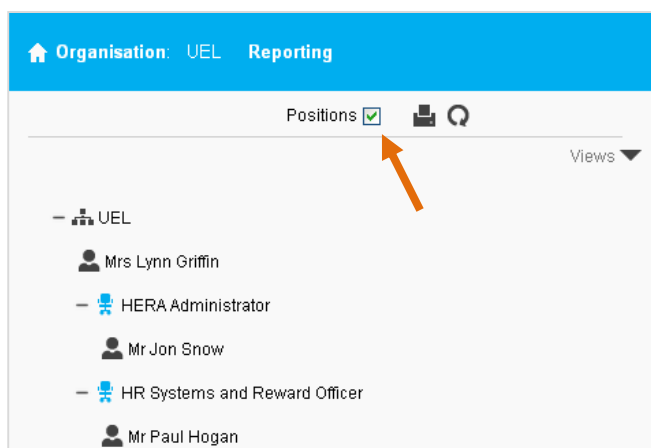 Organisation: UEL Reporting
Positions
Views
UEL
Mrs Lynn Griffin
HERA Administrator
Mr Jon Snow
HR Systems and Reward Officer
Mr Paul Hogan